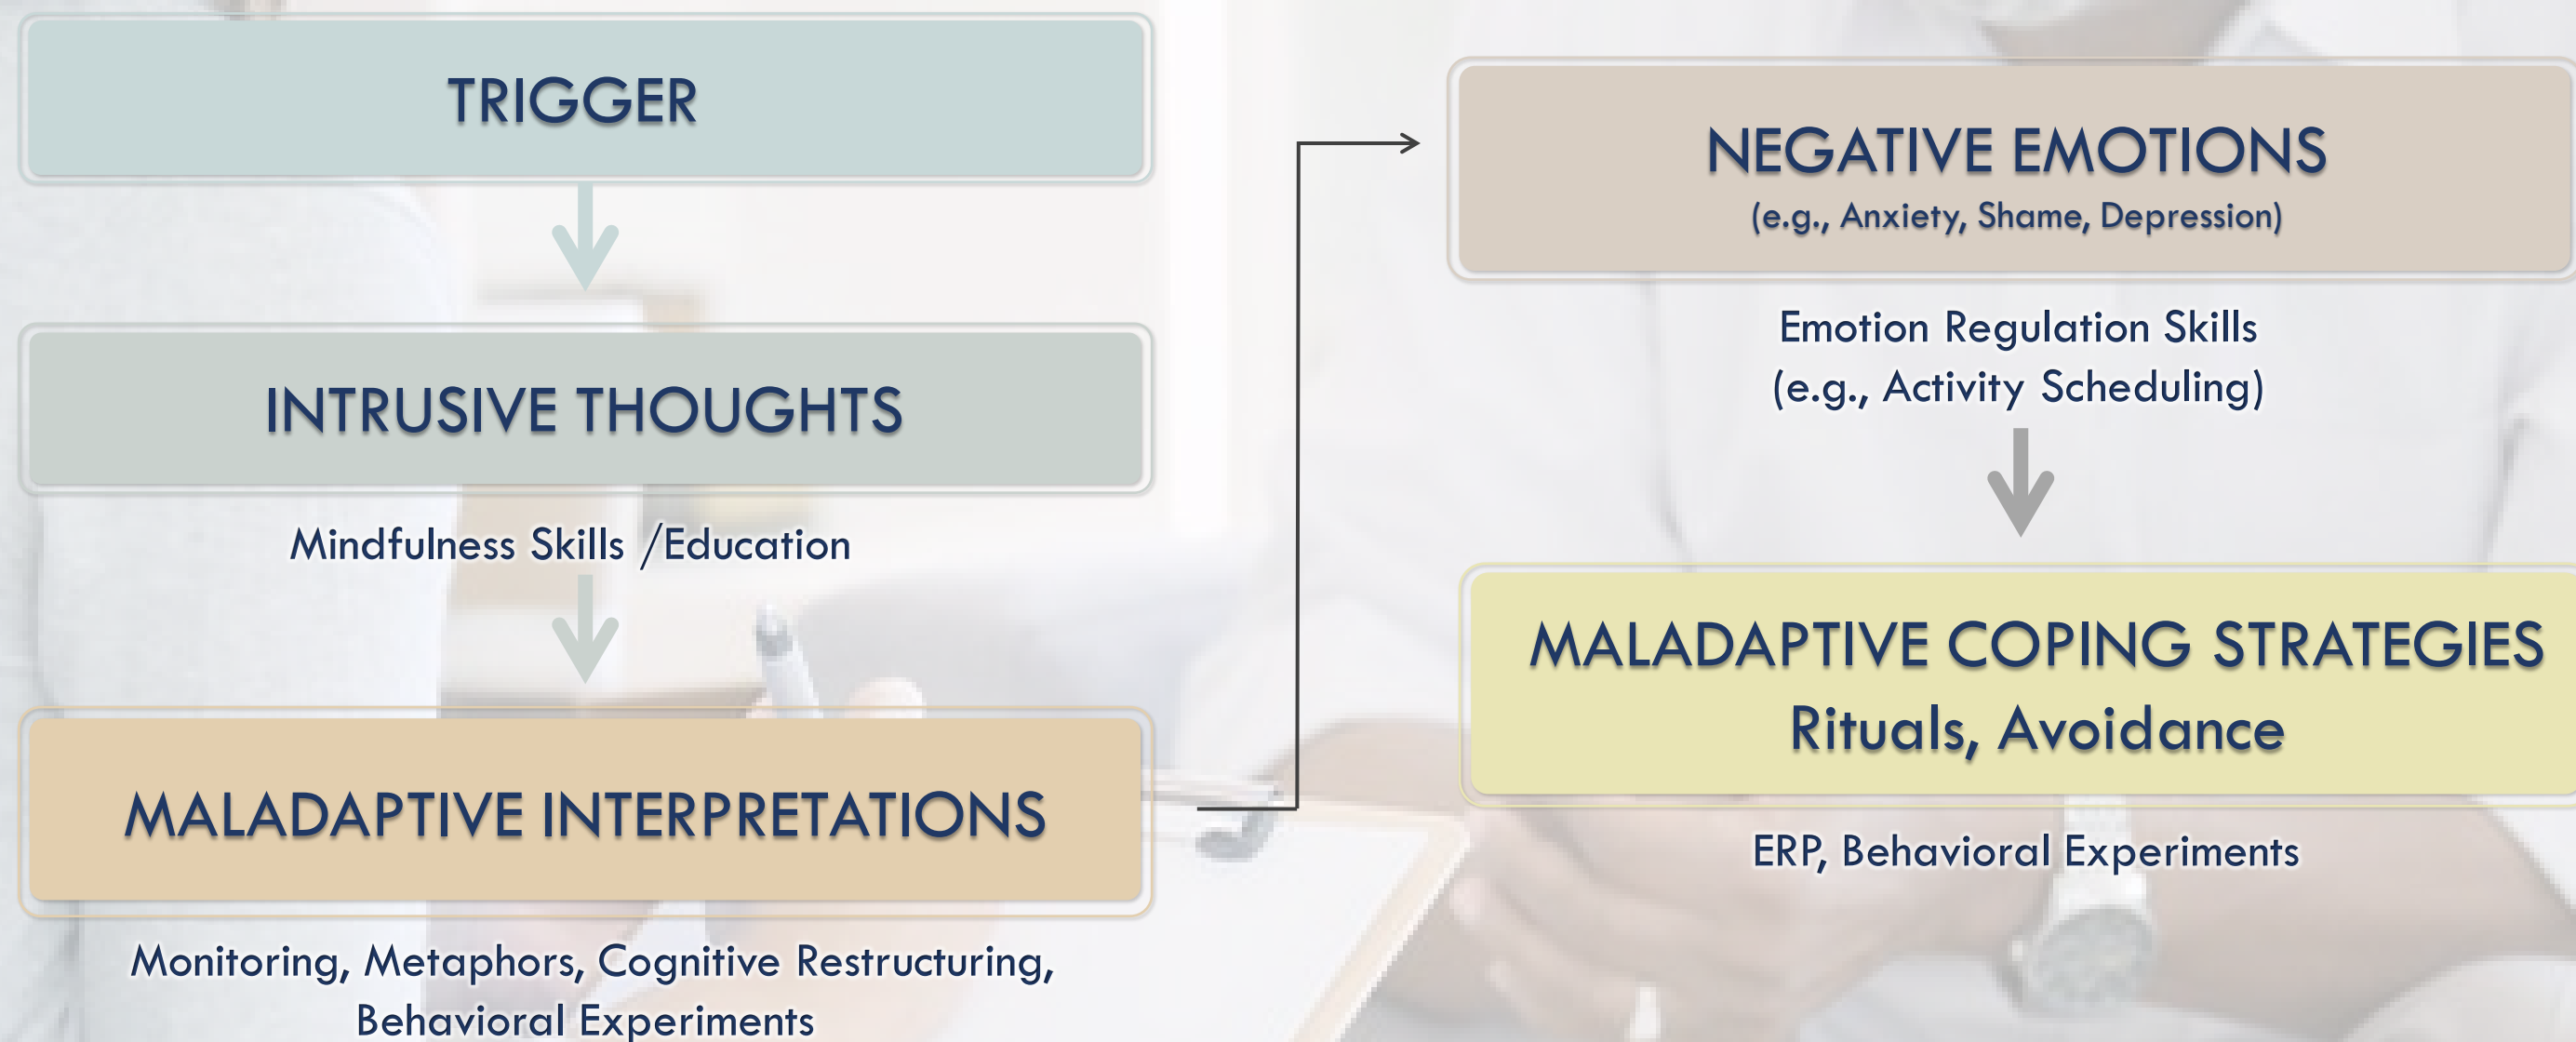 TRIGGER
INTRUSIVE THOUGHTS
Mindfulness Skills /Education
MALADAPTIVE INTERPRETATIONS
Monitoring, Metaphors, Cognitive Restructuring,
Behavioral Experiments
NEGATIVE EMOTIONS
(e.g., Anxiety, Shame, Depression)
Emotion Regulation Skills
(e.g., Activity Scheduling)
MALADAPTIVE COPING STRATEGIES
Rituals, Avoidance
ERP, Behavioral Experiments